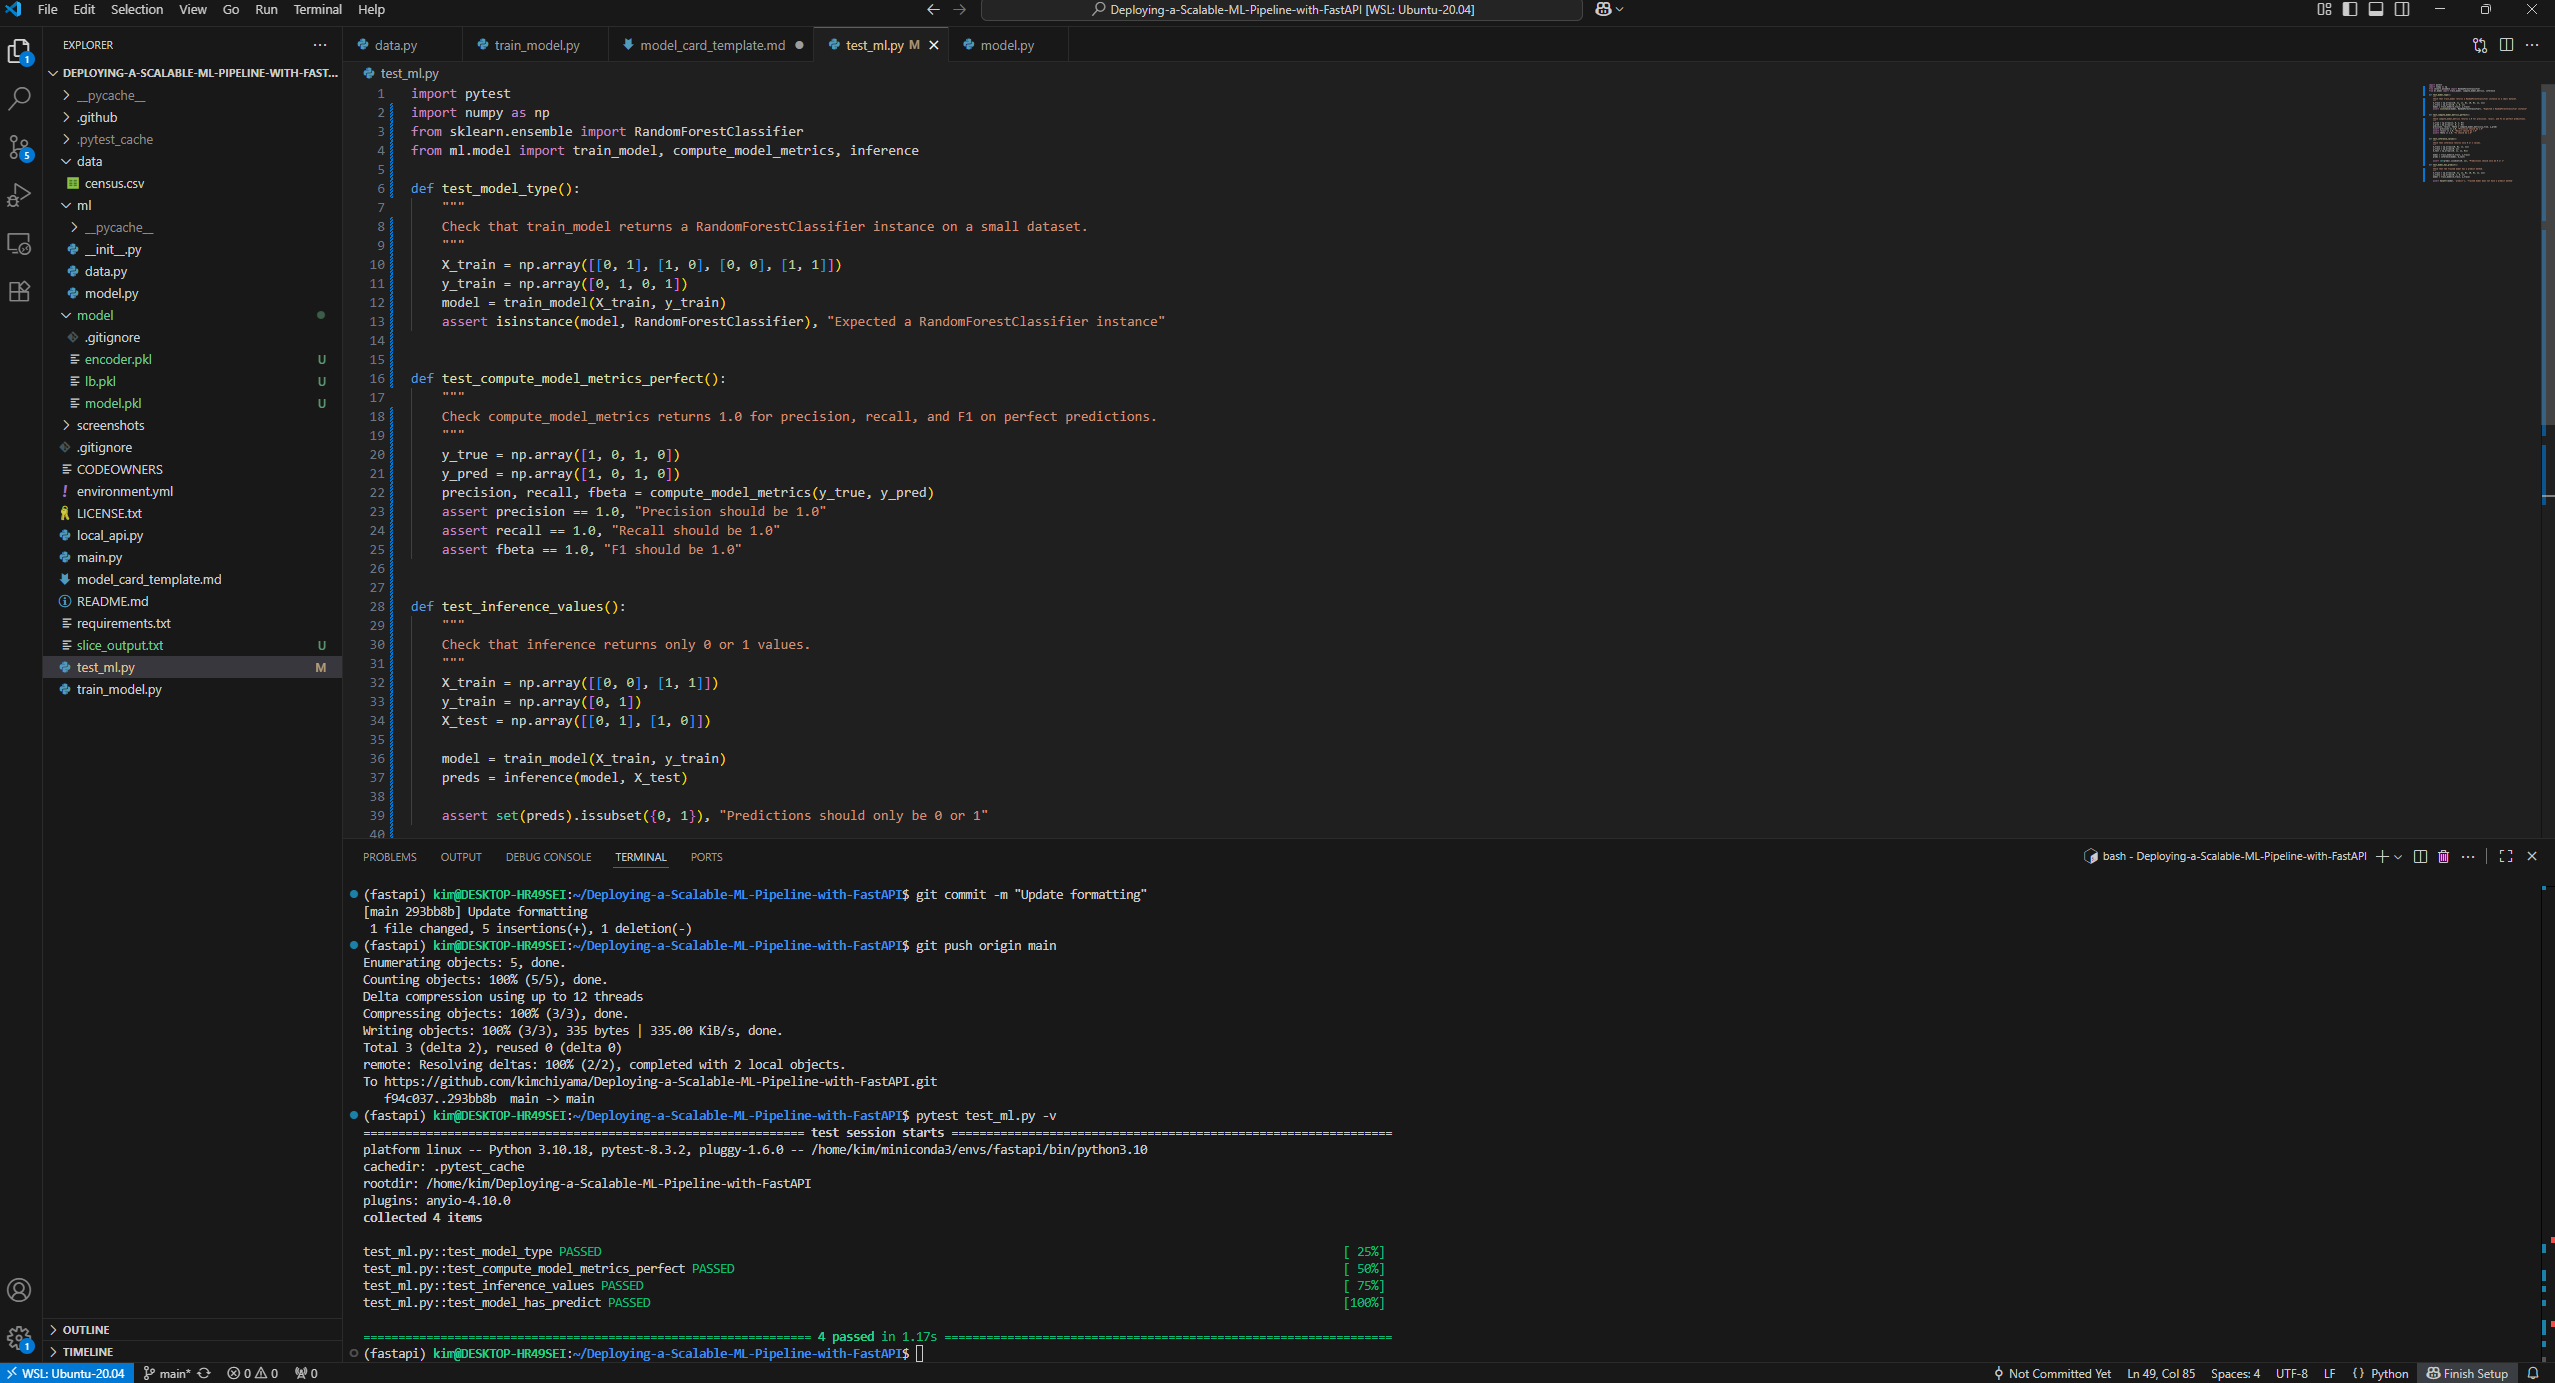 File Edit Selection View Go Run Terminal Help
Deploying-a-Scalable-ML-Pipeline-with-FastAPI [WSL: Ubuntu-20.04]
EXPLORER
DEPLOYING-A-SCALABLE-ML-PIPELINE-WITH-FAST...
__pycache__
.github
.pytest_cache
data
census.csv
ml
__pycache__
__init__.py
data.py
model.py
model
.gitignore
encoder.pkl U
lb.pkl U
model.pkl U
screenshots
.gitignore
CODEOWNERS
environment.yml
LICENSE.txt
local_api.py
main.py
model_card_template.md
README.md
requirements.txt
slice_output.txt U
test_ml.py M
train_model.py
OUTLINE
TIMELINE
1
5
1
data.py train_model.py model_card_template.md test_ml.py M model.py
test_ml.py
1 import pytest
2 import numpy as np
3 from sklearn.ensemble import RandomForestClassifier
4 from ml.model import train_model, compute_model_metrics, inference
5
6 def test_model_type():
7 """
8 Check that train_model returns a RandomForestClassifier instance on a small dataset.
9 """
10 X_train = np.array([[0, 1], [1, 0], [0, 0], [1, 1]])
11 y_train = np.array([0, 1, 0, 1])
12 model = train_model(X_train, y_train)
13 assert isinstance(model, RandomForestClassifier), "Expected a RandomForestClassifier instance"
14
15
16 def test_compute_model_metrics_perfect():
17 """
18 Check compute_model_metrics returns 1.0 for precision, recall, and F1 on perfect predictions.
19 """
20 y_true = np.array([1, 0, 1, 0])
21 y_pred = np.array([1, 0, 1, 0])
22 precision, recall, fbeta = compute_model_metrics(y_true, y_pred)
23 assert precision == 1.0, "Precision should be 1.0"
24 assert recall == 1.0, "Recall should be 1.0"
25 assert fbeta == 1.0, "F1 should be 1.0"
26
27
28 def test_inference_values():
29 """
30 Check that inference returns only 0 or 1 values.
31 """
32 X_train = np.array([[0, 0], [1, 1]])
33 y_train = np.array([0, 1])
34 X_test = np.array([[0, 1], [1, 0]])
35
36 model = train_model(X_train, y_train)
37 preds = inference(model, X_test)
38
39 assert set(preds).issubset({0, 1}), "Predictions should only be 0 or 1"
40
PROBLEMS OUTPUT DEBUG CONSOLE TERMINAL PORTS
bash - Deploying-a-Scalable-ML-Pipeline-with-FastAPI
(fastapi) kim@DESKTOP-HR49SEI:~/Deploying-a-Scalable-ML-Pipeline-with-FastAPI$ git commit -m "Update formatting"
[main 293bb8b] Update formatting
1 file changed, 5 insertions(+), 1 deletion(-)
(fastapi) kim@DESKTOP-HR49SEI:~/Deploying-a-Scalable-ML-Pipeline-with-FastAPI$ git push origin main
Enumerating objects: 5, done.
Counting objects: 100% (5/5), done.
Delta compression using up to 12 threads
Compressing objects: 100% (3/3), done.
Writing objects: 100% (3/3), 335 bytes | 335.00 KiB/s, done.
Total 3 (delta 2), reused 0 (delta 0)
remote: Resolving deltas: 100% (2/2), completed with 2 local objects.
To https://github.com/kimchiyama/Deploying-a-Scalable-ML-Pipeline-with-FastAPI.git
f94c037..293bb8b main -> main
(fastapi) kim@DESKTOP-HR49SEI:~/Deploying-a-Scalable-ML-Pipeline-with-FastAPI$ pytest test_ml.py -v
=============================== test session starts ===============================
platform linux -- Python 3.10.18, pytest-8.3.2, pluggy-1.6.0 -- /home/kim/miniconda3/envs/fastapi/bin/python3.10
cachedir: .pytest_cache
rootdir: /home/kim/Deploying-a-Scalable-ML-Pipeline-with-FastAPI
plugins: anyio-4.10.0
collected 4 items
test_ml.py::test_model_type PASSED [ 25%]
test_ml.py::test_compute_model_metrics_perfect PASSED [ 50%]
test_ml.py::test_inference_values PASSED [ 75%]
test_ml.py::test_model_has_predict PASSED [100%]
=============================== 4 passed in 1.17s ===============================
(fastapi) kim@DESKTOP-HR49SEI:~/Deploying-a-Scalable-ML-Pipeline-with-FastAPI$
WSL: Ubuntu-20.04 main* 0 0 0 Not Committed Yet Ln 49, Col 85 Spaces: 4 UTF-8 LF {} Python Finish Setup